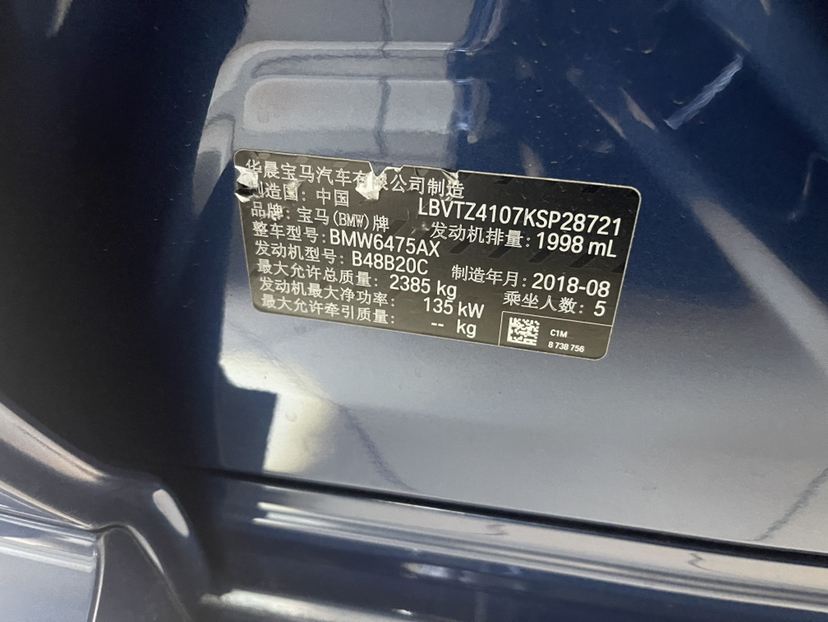 华晨宝马汽车有限公司制造
制造国: 中国 LBVTZ4107KSP28721
品牌: 宝马(BMW)牌 发动机排量: 1998 mL
整车型号: BMW6475AX
发动机型号: B48B20C 制造年月: 2018-08
最大允许总质量: 2385 kg 乘坐人数: 5
发动机最大净功率: 135 kW
最大允许牵引质量: -- kg
C1M
8 738 756